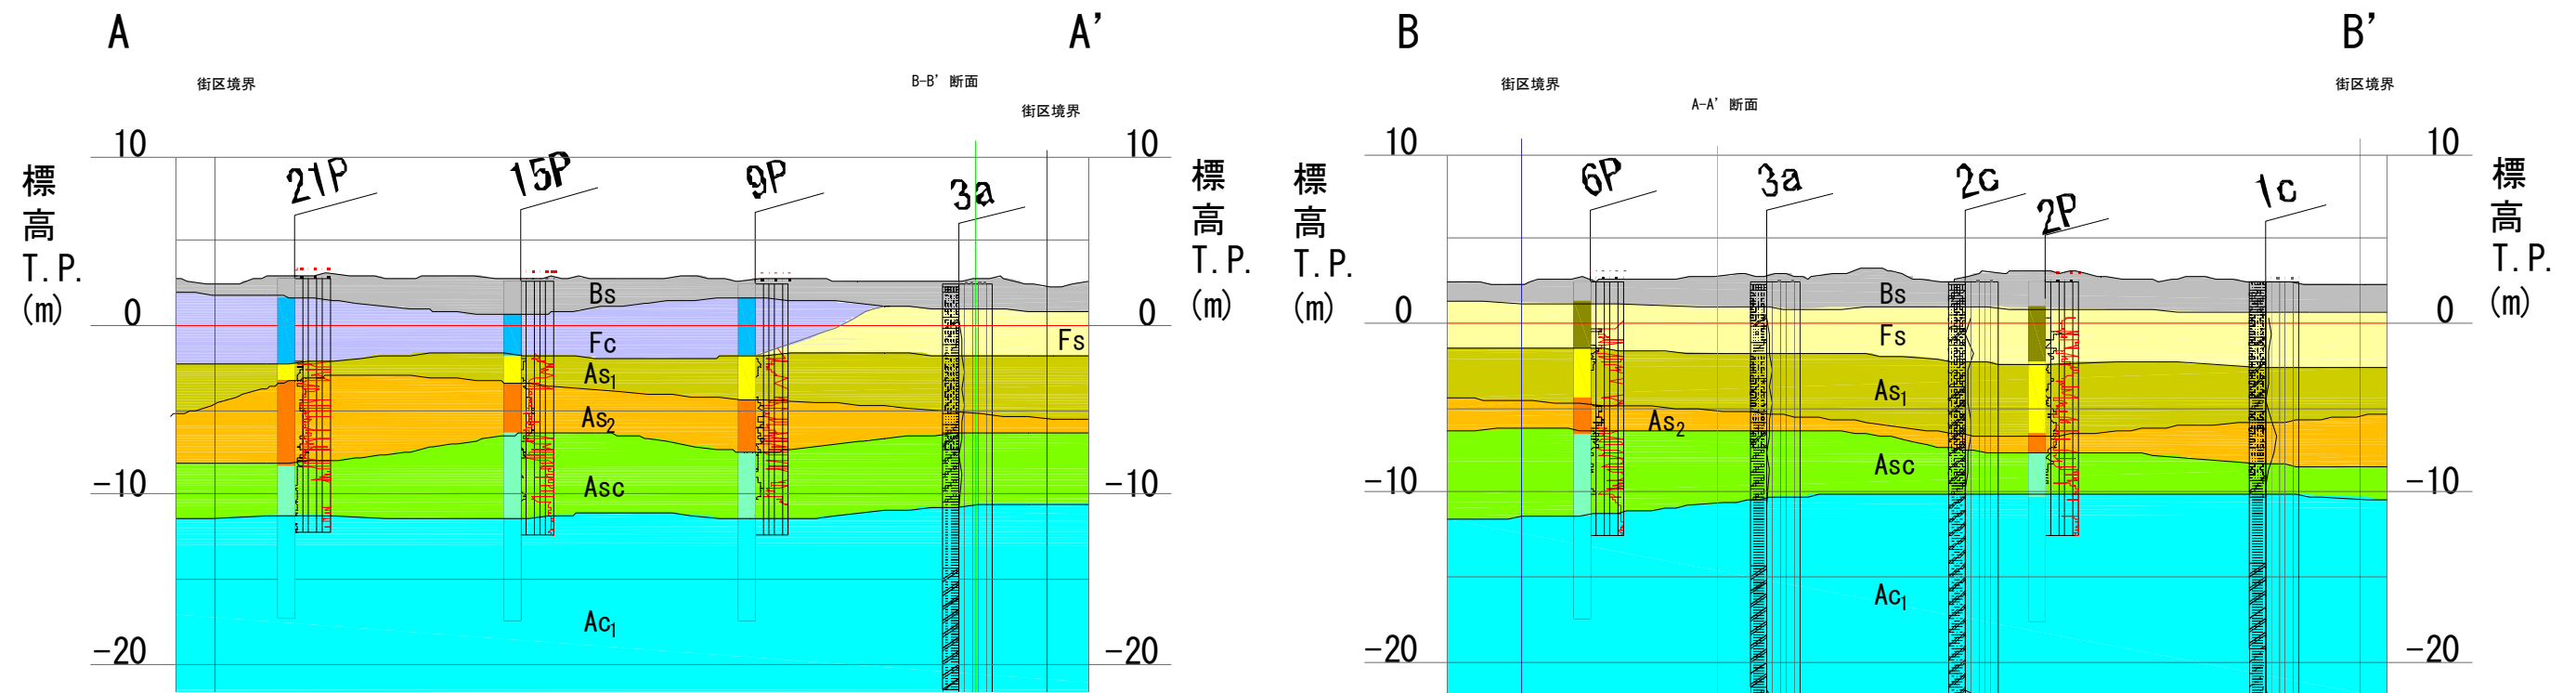 A
A'
街区境界
B-B' 断面
街区境界
10
10
標高 T.P. (m)
21P
15P
9P
3a
標高 T.P. (m)
0
0
Bs
Fc
Fs
As1
As2
-10
-10
Asc
Ac1
-20
-20
B
B'
街区境界
A-A' 断面
街区境界
10
10
標高 T.P. (m)
6P
3a
2c
2P
1c
標高 T.P. (m)
Bs
0
0
Fs
As1
As2
Asc
-10
-10
Ac1
-20
-20